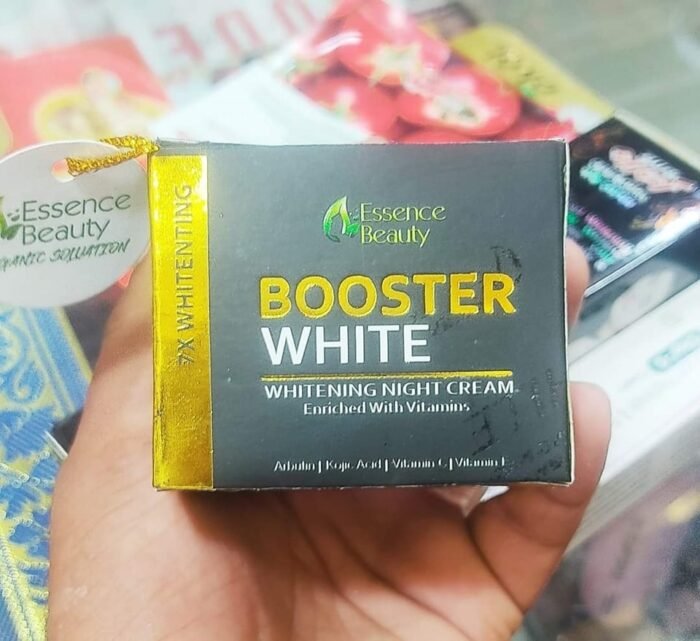 Essence
Beauty
ORGANIC SOLUATION
7X WHITENTING
Essence
Beauty
BOOSTER
WHITE
WHITENING NIGHT CREAM
Enriched With Vitamins
Arbutin | Kojic Acid | Vitamin C | Vitamin E